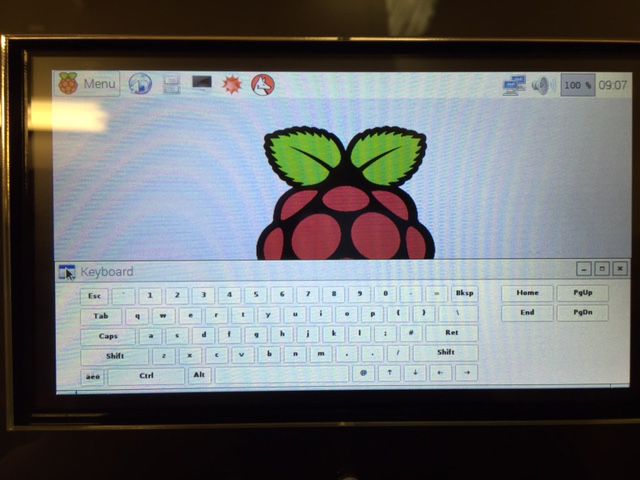 Menu 100 % 09:07
Keyboard
Esc ` 1 2 3 4 5 6 7 8 9 0 - = Bksp Home PgUp
Tab q w e r t y u i o p { } \ End PgDn
Caps a s d f g h j k l ; # Ret
Shift z x c v b n m , . / Shift
áèü Ctrl Alt @ ↑ ↓ ← →